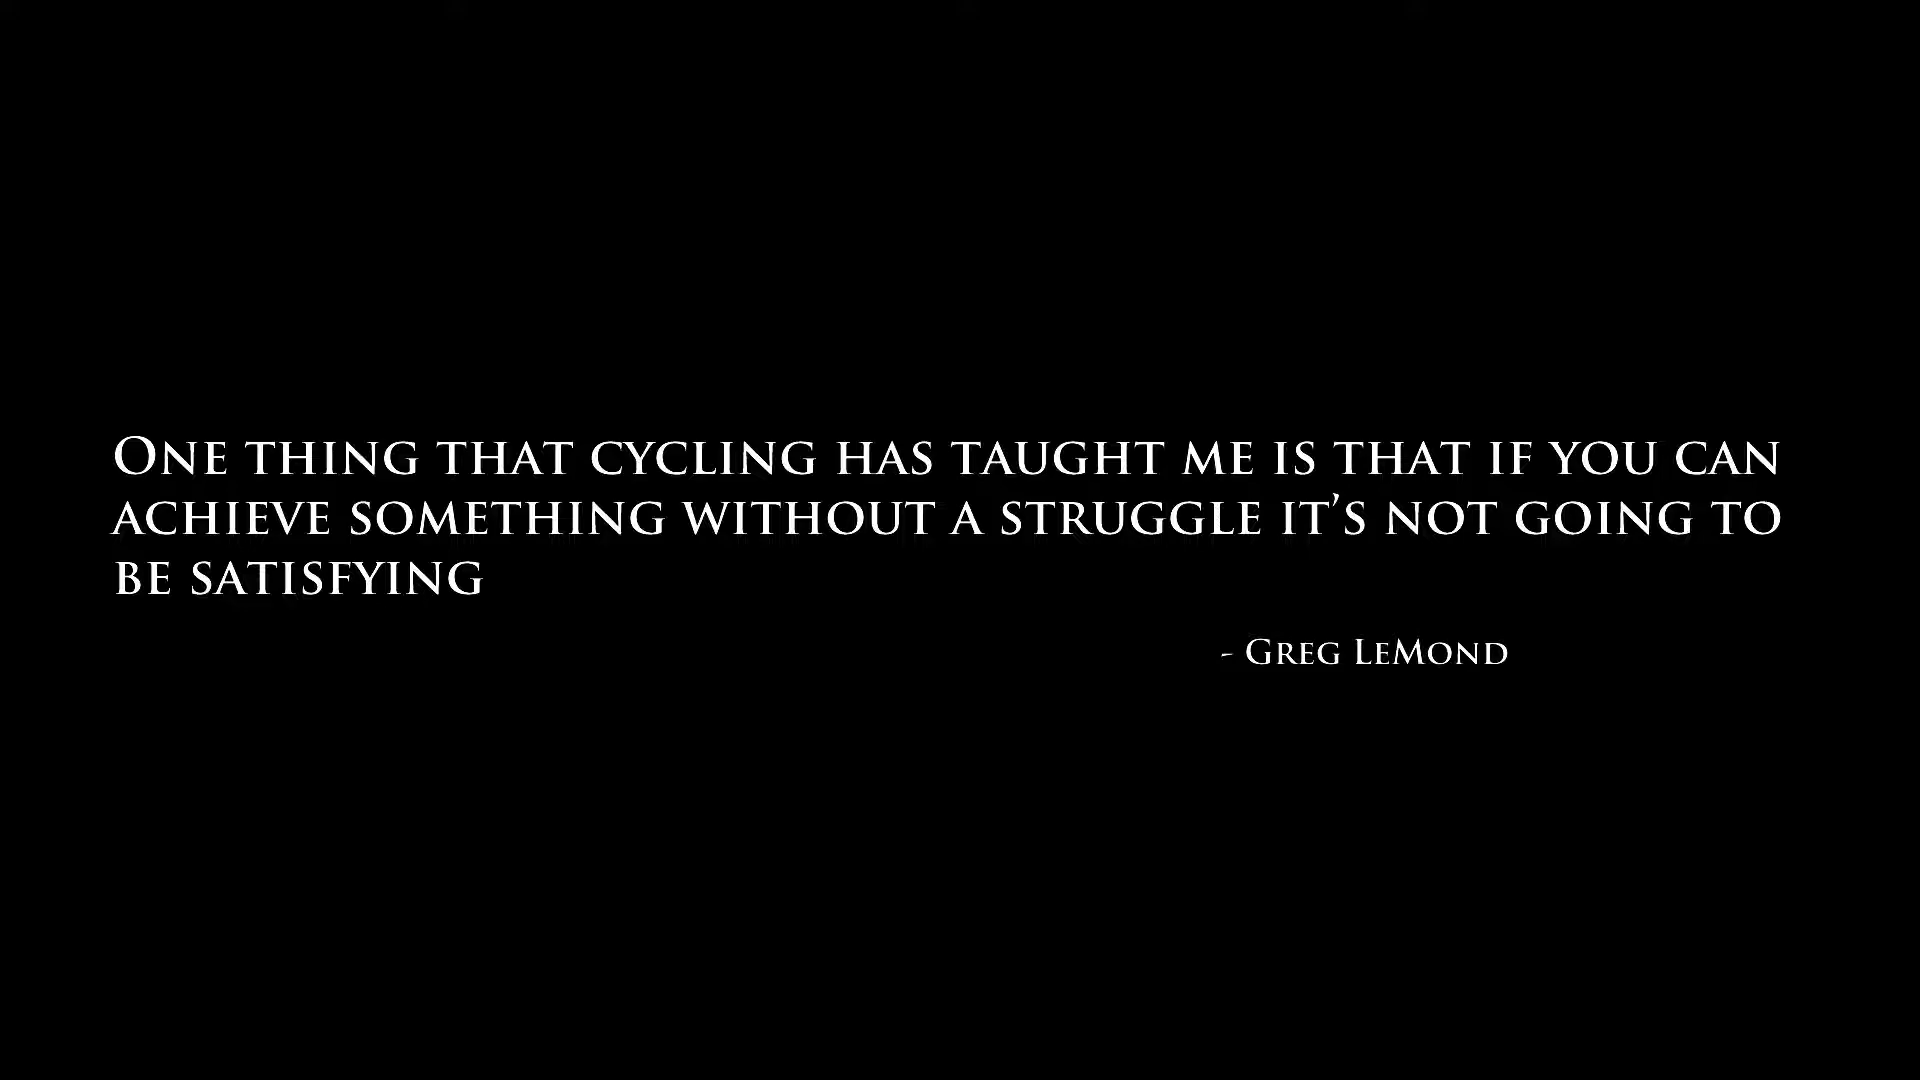 One thing that cycling has taught me is that if you can
achieve something without a struggle it’s not going to
be satisfying
- Greg LeMond